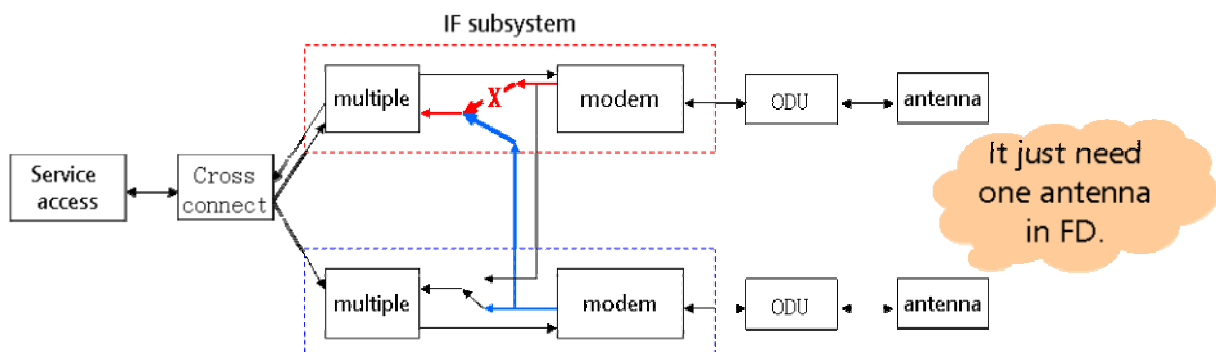 IF subsystem
multiple
X
modem
ODU
antenna
Service
access
Cross
connect
It just need
one antenna
in FD.
multiple
modem
ODU
antenna